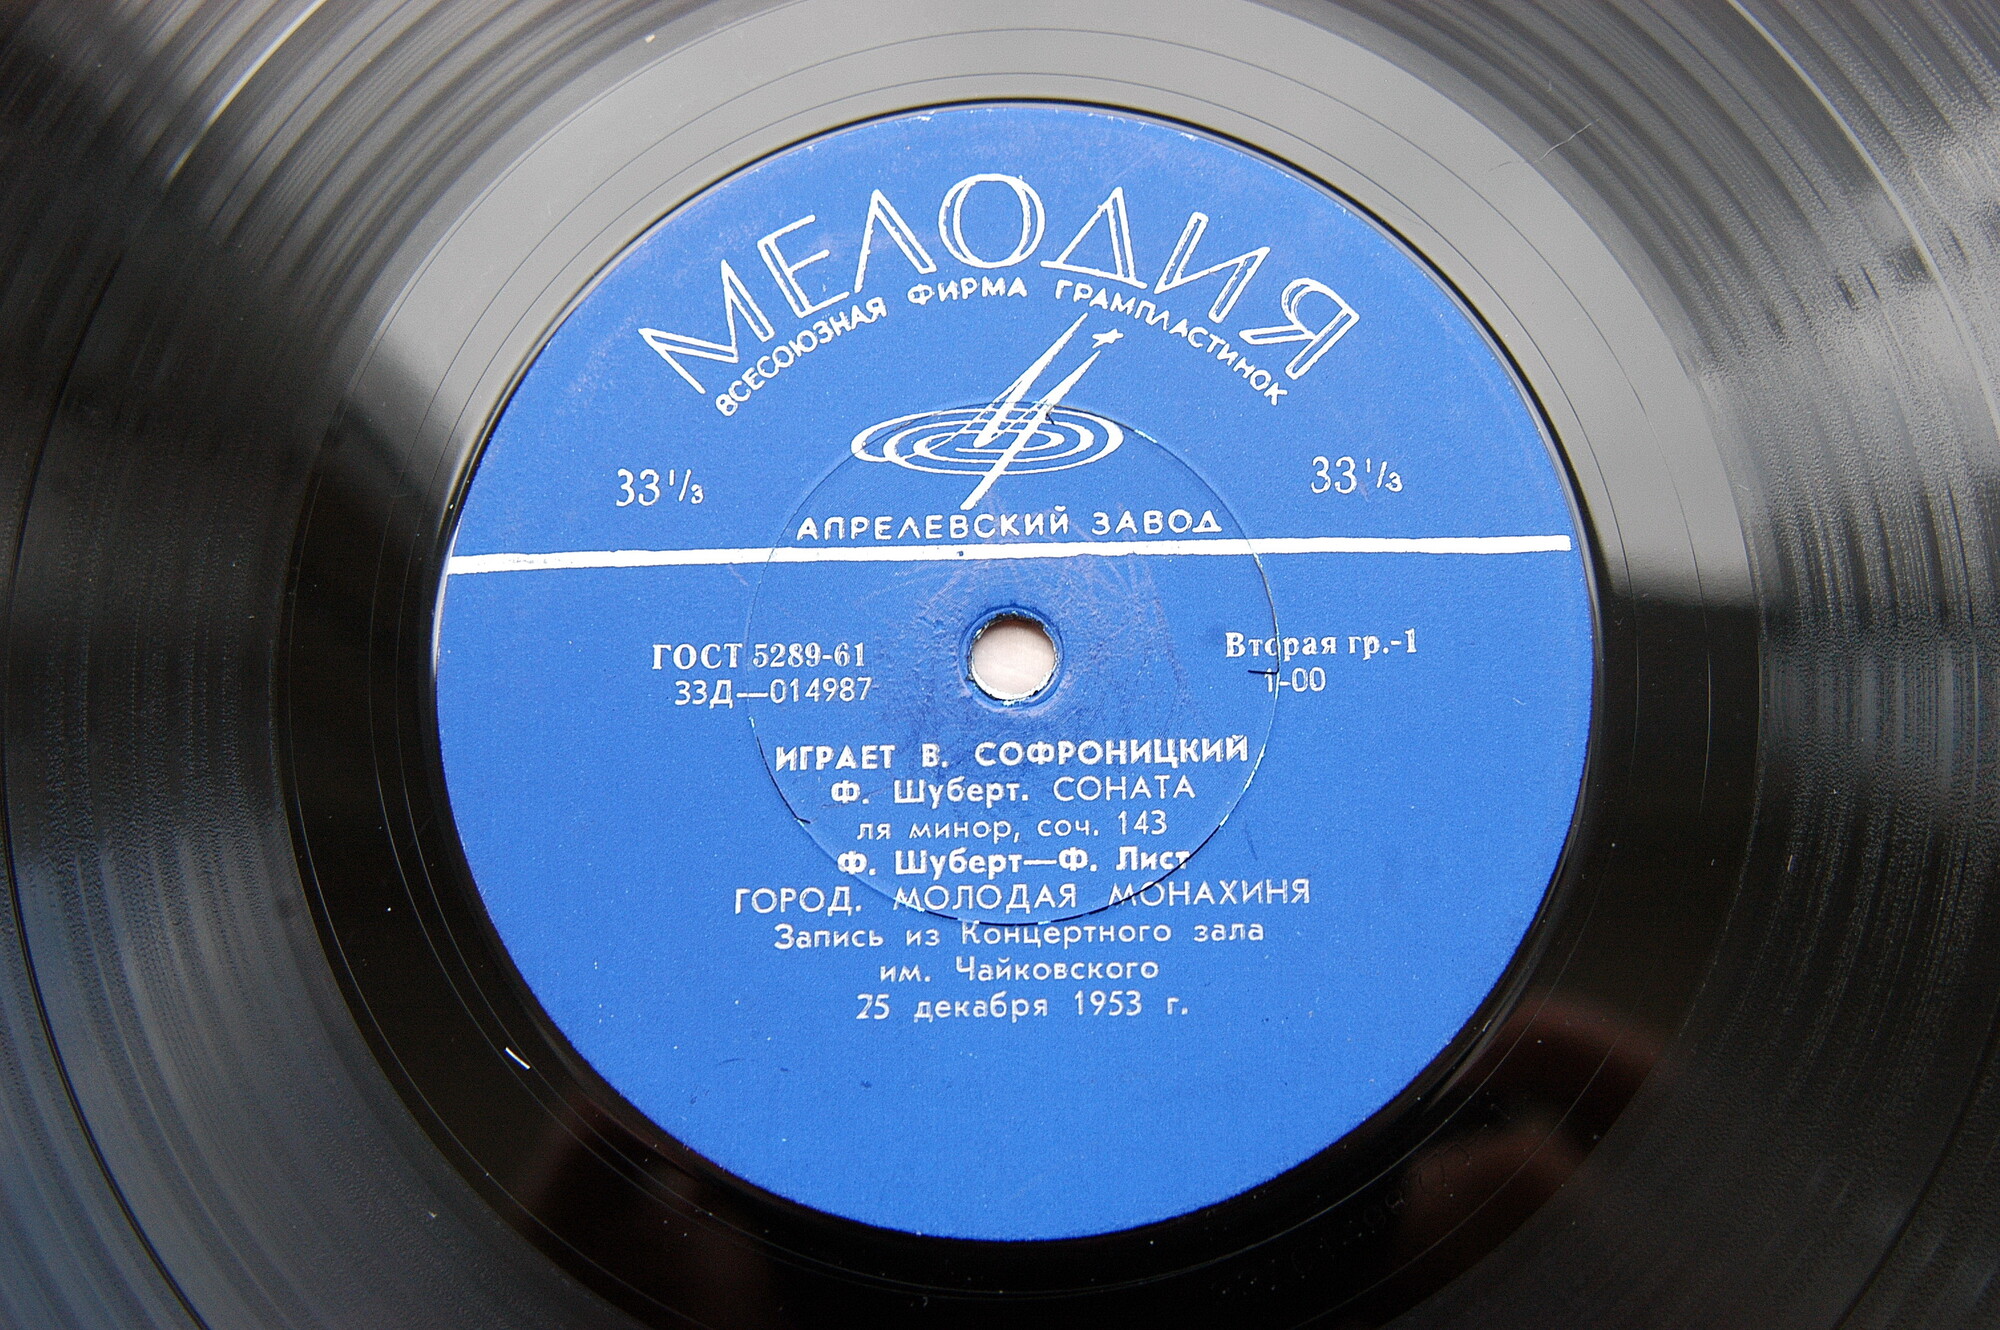 МЕЛОДИЯ
ВСЕСОЮЗНАЯ ФИРМА ГРАМПЛАСТИНОК
33 1/3
33 1/3
АПРЕЛЕВСКИЙ ЗАВОД
ГОСТ 5289-61
33Д—014987
Вторая гр.-1
1-00
ИГРАЕТ В. СОФРОНИЦКИЙ
Ф. Шуберт. СОНАТА
ля минор, соч. 143
Ф. Шуберт—Ф. Лист
ГОРОД. МОЛОДАЯ МОНАХИНЯ
Запись из Концертного зала
им. Чайковского
25 декабря 1953 г.